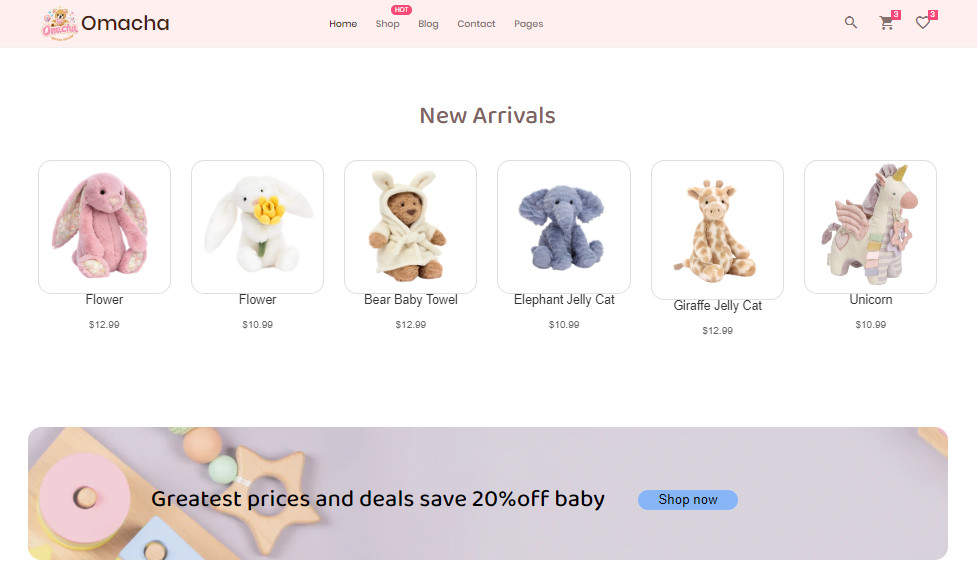 Omacha Omacha
Home Shop HOT Blog Contact Pages 3 3
New Arrivals
Flower Flower Bear Baby Towel Elephant Jelly Cat Giraffe Jelly Cat Unicorn
$12.99 $10.99 $12.99 $10.99 $12.99 $10.99
Greatest prices and deals save 20%off baby Shop now